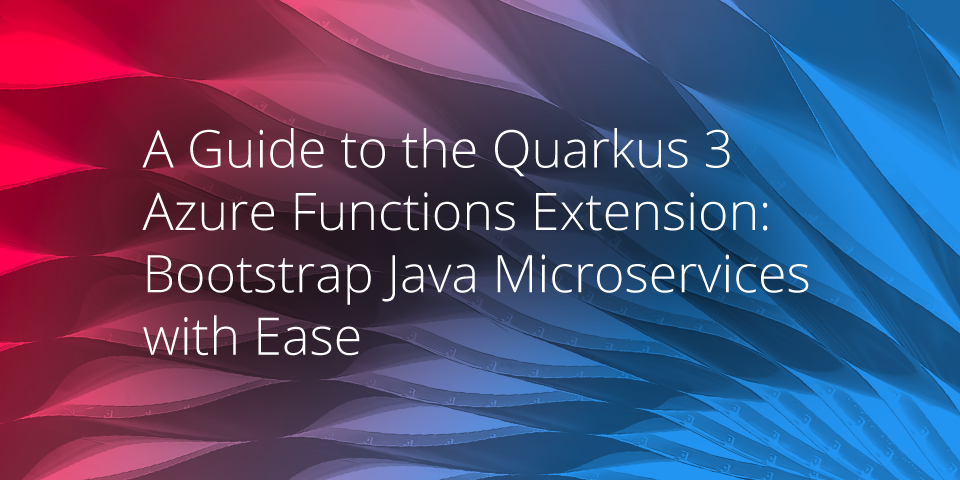 A Guide to the Quarkus 3
Azure Functions Extension:
Bootstrap Java Microservices
with Ease